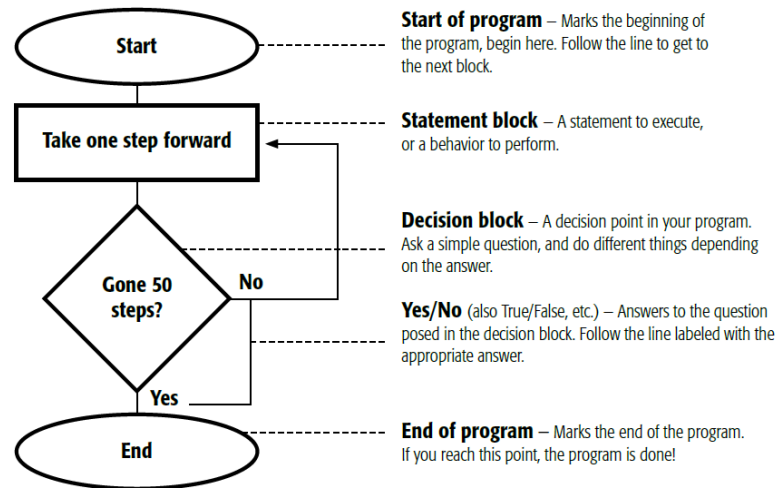 Start
Start of program – Marks the beginning of
the program, begin here. Follow the line to get to
the next block.
Take one step forward
Statement block – A statement to execute,
or a behavior to perform.
Gone 50
steps?
No
Yes
Decision block – A decision point in your program.
Ask a simple question, and do different things depending
on the answer.
Yes/No (also True/False, etc.) – Answers to the question
posed in the decision block. Follow the line labeled with the
appropriate answer.
End
End of program – Marks the end of the program.
If you reach this point, the program is done!